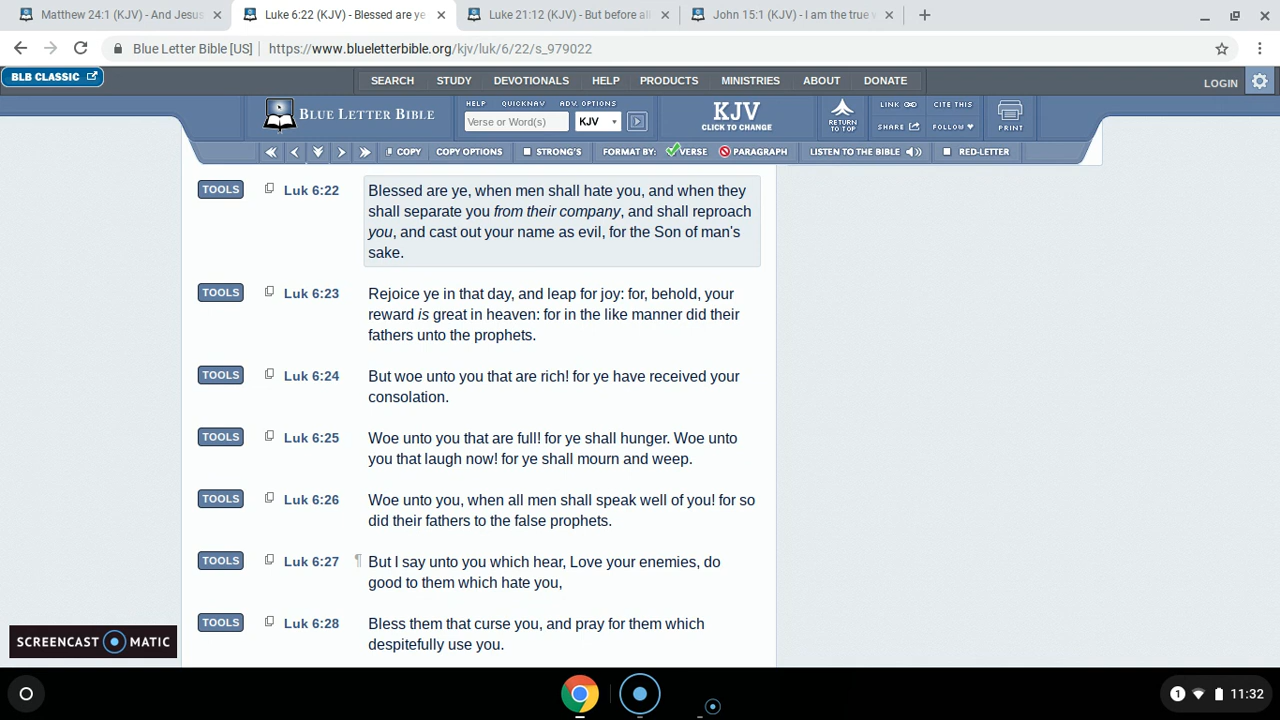 Matthew 24:1 (KJV) - And Jesus
Luke 6:22 (KJV) - Blessed are ye
Luke 21:12 (KJV) - But before all
John 15:1 (KJV) - I am the true
Blue Letter Bible [US] https://www.blueletterbible.org/kjv/luk/6/22/s_979022
BLB CLASSIC
SEARCH STUDY DEVOTIONALS HELP PRODUCTS MINISTRIES ABOUT DONATE
LOGIN
BLUE LETTER BIBLE
HELP QUICKNAV ADV. OPTIONS
Verse or Word(s) KJV
KJV
CLICK TO CHANGE
RETURN
TO TOP
LINK CITE THIS
SHARE FOLLOW
PRINT
COPY COPY OPTIONS STRONG'S FORMAT BY: VERSE PARAGRAPH LISTEN TO THE BIBLE RED-LETTER
TOOLS Luk 6:22 Blessed are ye, when men shall hate you, and when they
shall separate you from their company, and shall reproach
you, and cast out your name as evil, for the Son of man's
sake.
TOOLS Luk 6:23 Rejoice ye in that day, and leap for joy: for, behold, your
reward is great in heaven: for in the like manner did their
fathers unto the prophets.
TOOLS Luk 6:24 But woe unto you that are rich! for ye have received your
consolation.
TOOLS Luk 6:25 Woe unto you that are full! for ye shall hunger. Woe unto
you that laugh now! for ye shall mourn and weep.
TOOLS Luk 6:26 Woe unto you, when all men shall speak well of you! for so
did their fathers to the false prophets.
TOOLS Luk 6:27 ¶ But I say unto you which hear, Love your enemies, do
good to them which hate you,
TOOLS Luk 6:28 Bless them that curse you, and pray for them which
despitefully use you.
SCREENCAST MATIC
1 11:32